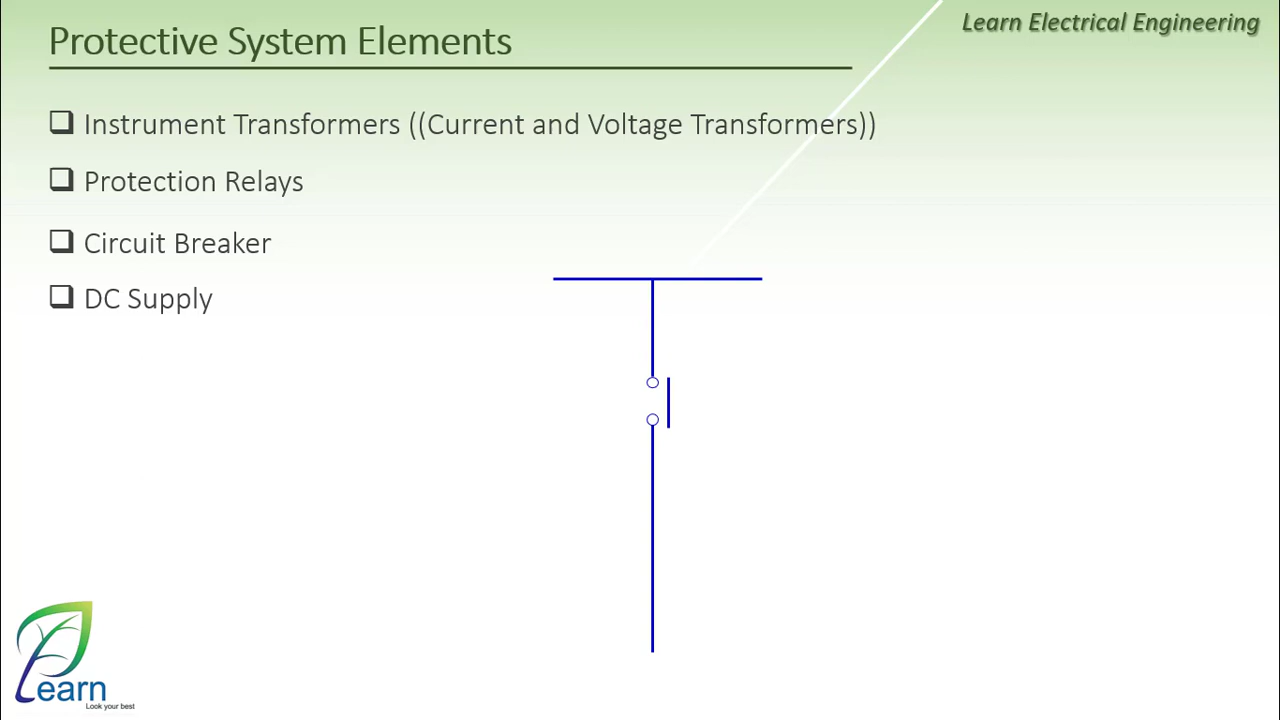 Protective System Elements
Learn Electrical Engineering
Instrument Transformers ((Current and Voltage Transformers))
Protection Relays
Circuit Breaker
DC Supply
Learn
Look your best